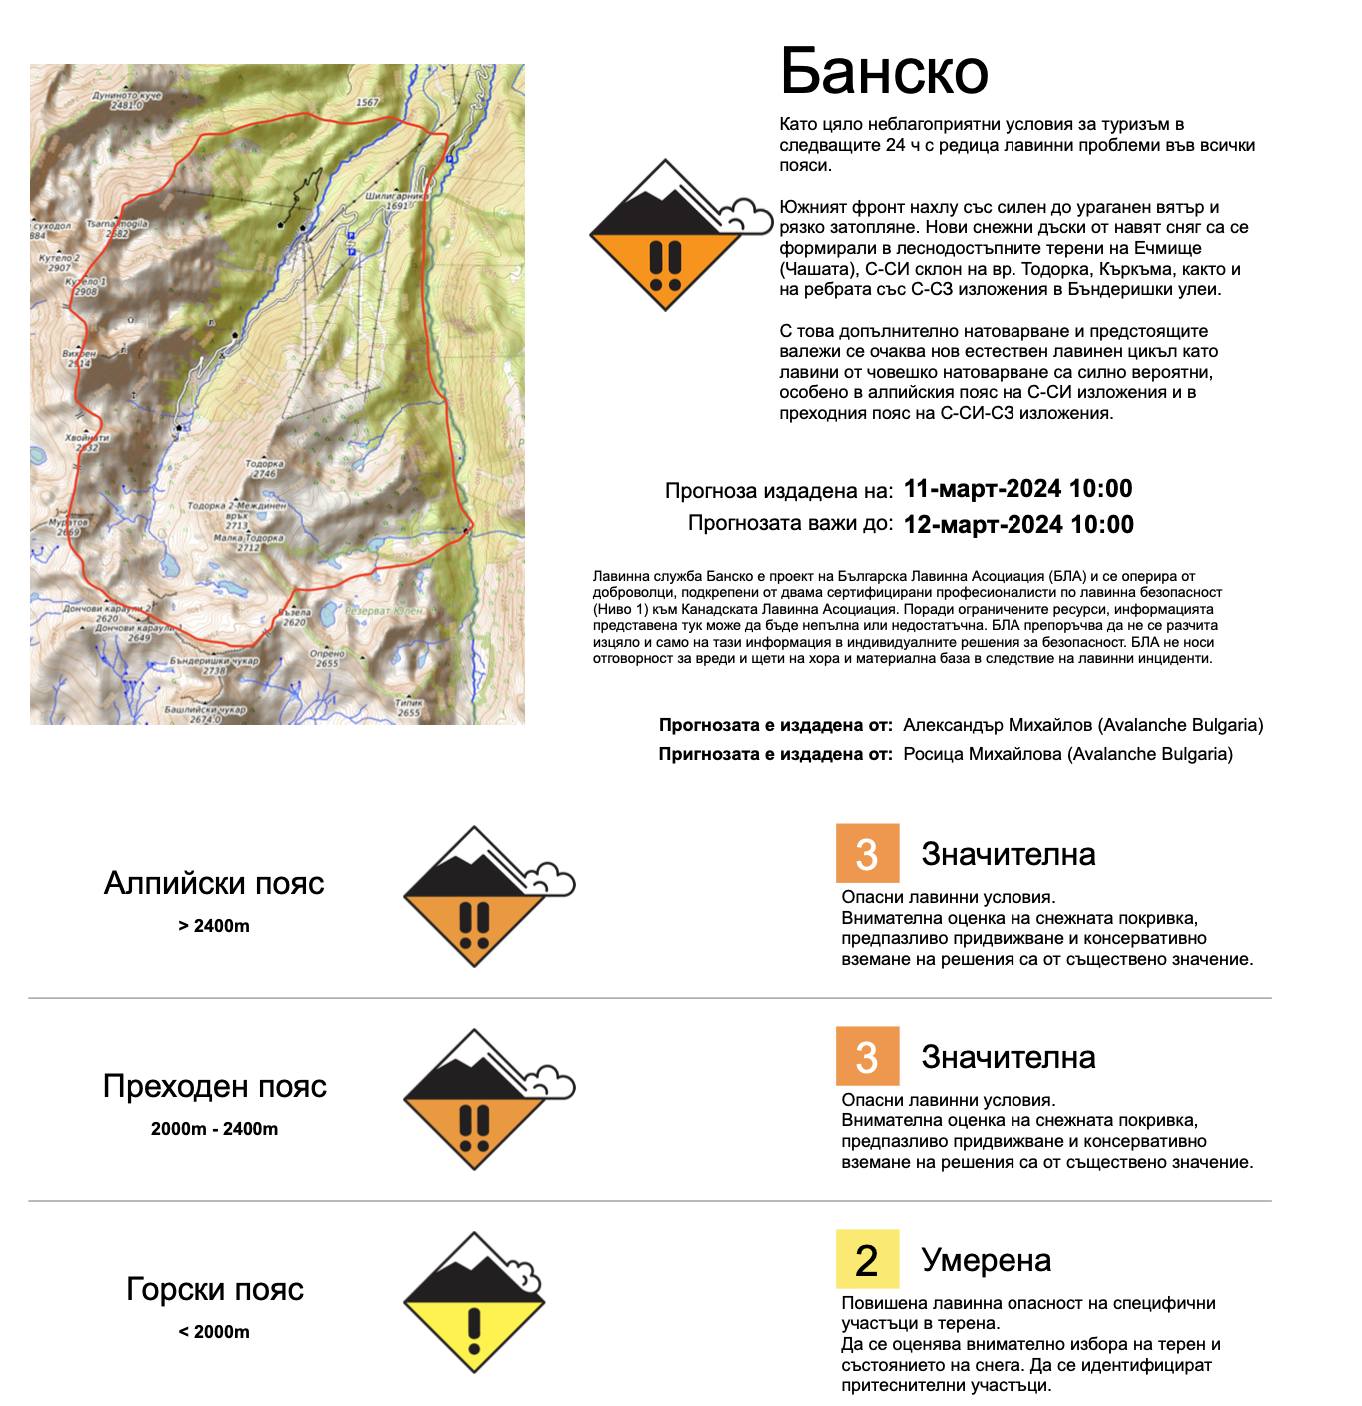 Банско
Като цяло неблагоприятни условия за туризъм в
следващите 24 ч с редица лавинни проблеми във всички
пояси.
Южният фронт нахлу със силен до ураганен вятър и
рязко затопляне. Нови снежни дъски от навят сняг са се
формирали в леснодостъпните терени на Ечмище
(Чашата), С-СИ склон на вр. Тодорка, Къркъма, както и
на ребрата със С-СЗ изложения в Бъндеришки улеи.
С това допълнително натоварване и предстоящите
валежи се очаква нов естествен лавинен цикъл като
лавини от човешко натоварване са силно вероятни,
особено в алпийския пояс на С-СИ изложения и в
преходния пояс на С-СИ-СЗ изложения.
Прогноза издадена на: 11-март-2024 10:00
Прогнозата важи до: 12-март-2024 10:00
Лавинна служба Банско е проект на Българска Лавинна Асоциация (БЛА) и се оперира от
доброволци, подкрепени от двама сертифицирани професионалисти по лавинна безопасност
(Ниво 1) към Канадската Лавинна Асоциация. Поради ограничените ресурси, информацията
представена тук може да бъде непълна или недостатъчна. БЛА препоръчва да не се разчита
изцяло и само на тази информация в индивидуалните решения за безопасност. БЛА не носи
отговорност за вреди и щети на хора и материална база в следствие на лавинни инциденти.
Прогнозата е издадена от: Александър Михайлов (Avalanche Bulgaria)
Пригнозата е издадена от: Росица Михайлова (Avalanche Bulgaria)
Дуниното куче
2481.0
1567
Шилигарника
1691
Tsarna mogila
2582
суходол
884
Кутело 2
2907
Кутело 1
2908
Вихрен
2914
Хвойнати
2632
Тодорка
2746
Тодорка 2-Междинен
връх
2713
Малка Тодорка
2712
Муратов
2669
Дончови караули 2
2620
Дончови караули 1
2649
Бъндеришки чукар
2738
Башлийски чукар
2674.0
Възела
2620
Резерват Юлен
Опрено
2655
Типик
2655
Алпийски пояс
> 2400m
3 Значителна
Опасни лавинни условия.
Внимателна оценка на снежната покривка,
предпазливо придвижване и консервативно
вземане на решения са от съществено значение.
Преходен пояс
2000m - 2400m
3 Значителна
Опасни лавинни условия.
Внимателна оценка на снежната покривка,
предпазливо придвижване и консервативно
вземане на решения са от съществено значение.
Горски пояс
< 2000m
2 Умерена
Повишена лавинна опасност на специфични
участъци в терена.
Да се оценява внимателно избора на терен и
състоянието на снега. Да се идентифицират
притеснителни участъци.